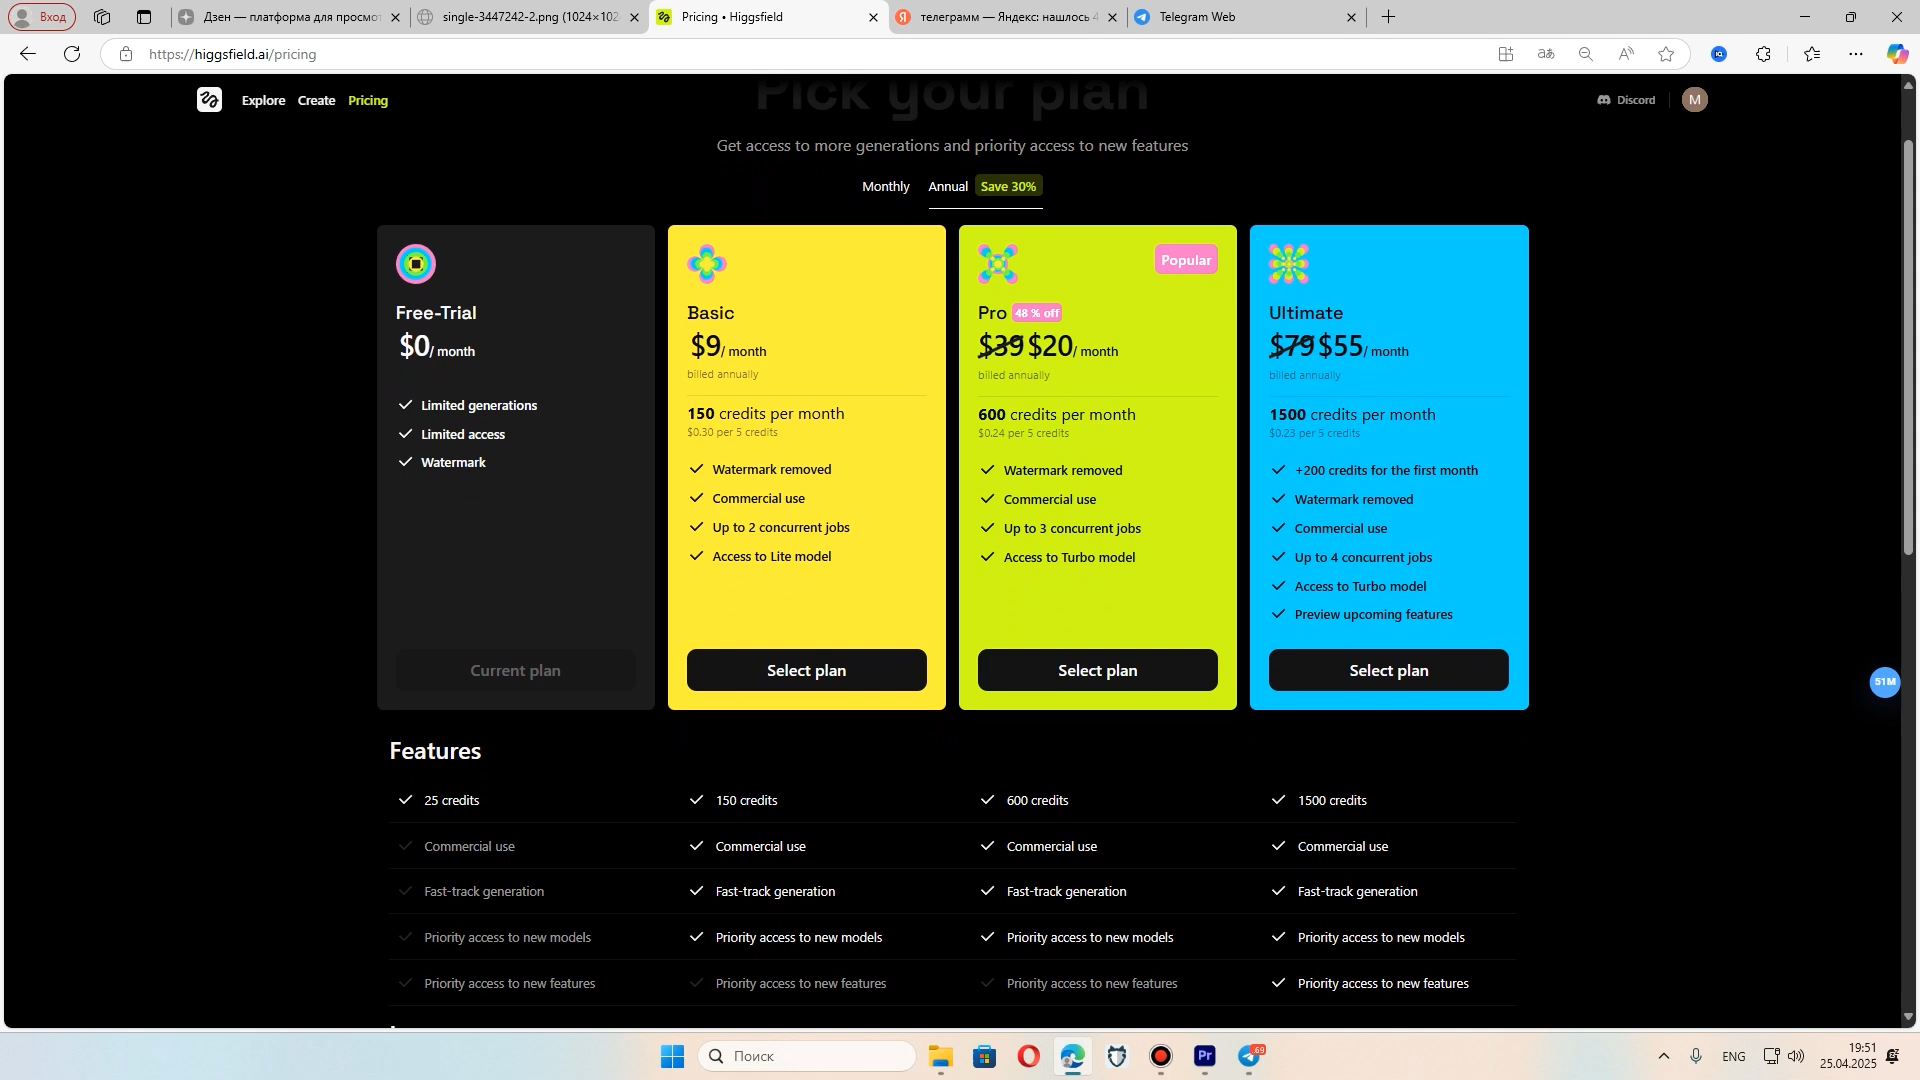 Вход
Дзен — платформа для просмот
single-3447242-2.png (1024×102
Pricing • Higgsfield
телеграмм — Яндекс: нашлось 4
Telegram Web
https://higgsfield.ai/pricing
Pick your plan
Explore
Create
Pricing
Discord
M
Get access to more generations and priority access to new features
Monthly
Annual
Save 30%
Free-Trial
$0/ month
Limited generations
Limited access
Watermark
Current plan
Basic
$9/ month
billed annually
150 credits per month
$0.30 per 5 credits
Watermark removed
Commercial use
Up to 2 concurrent jobs
Access to Lite model
Select plan
Popular
Pro 48 % off
$39 $20/ month
billed annually
600 credits per month
$0.24 per 5 credits
Watermark removed
Commercial use
Up to 3 concurrent jobs
Access to Turbo model
Select plan
Ultimate
$79 $55/ month
billed annually
1500 credits per month
$0.23 per 5 credits
+200 credits for the first month
Watermark removed
Commercial use
Up to 4 concurrent jobs
Access to Turbo model
Preview upcoming features
Select plan
51M
Features
25 credits
150 credits
600 credits
1500 credits
Commercial use
Commercial use
Commercial use
Commercial use
Fast-track generation
Fast-track generation
Fast-track generation
Fast-track generation
Priority access to new models
Priority access to new models
Priority access to new models
Priority access to new models
Priority access to new features
Priority access to new features
Priority access to new features
Priority access to new features
Поиск
Pr
69
ENG
19:51
25.04.2025